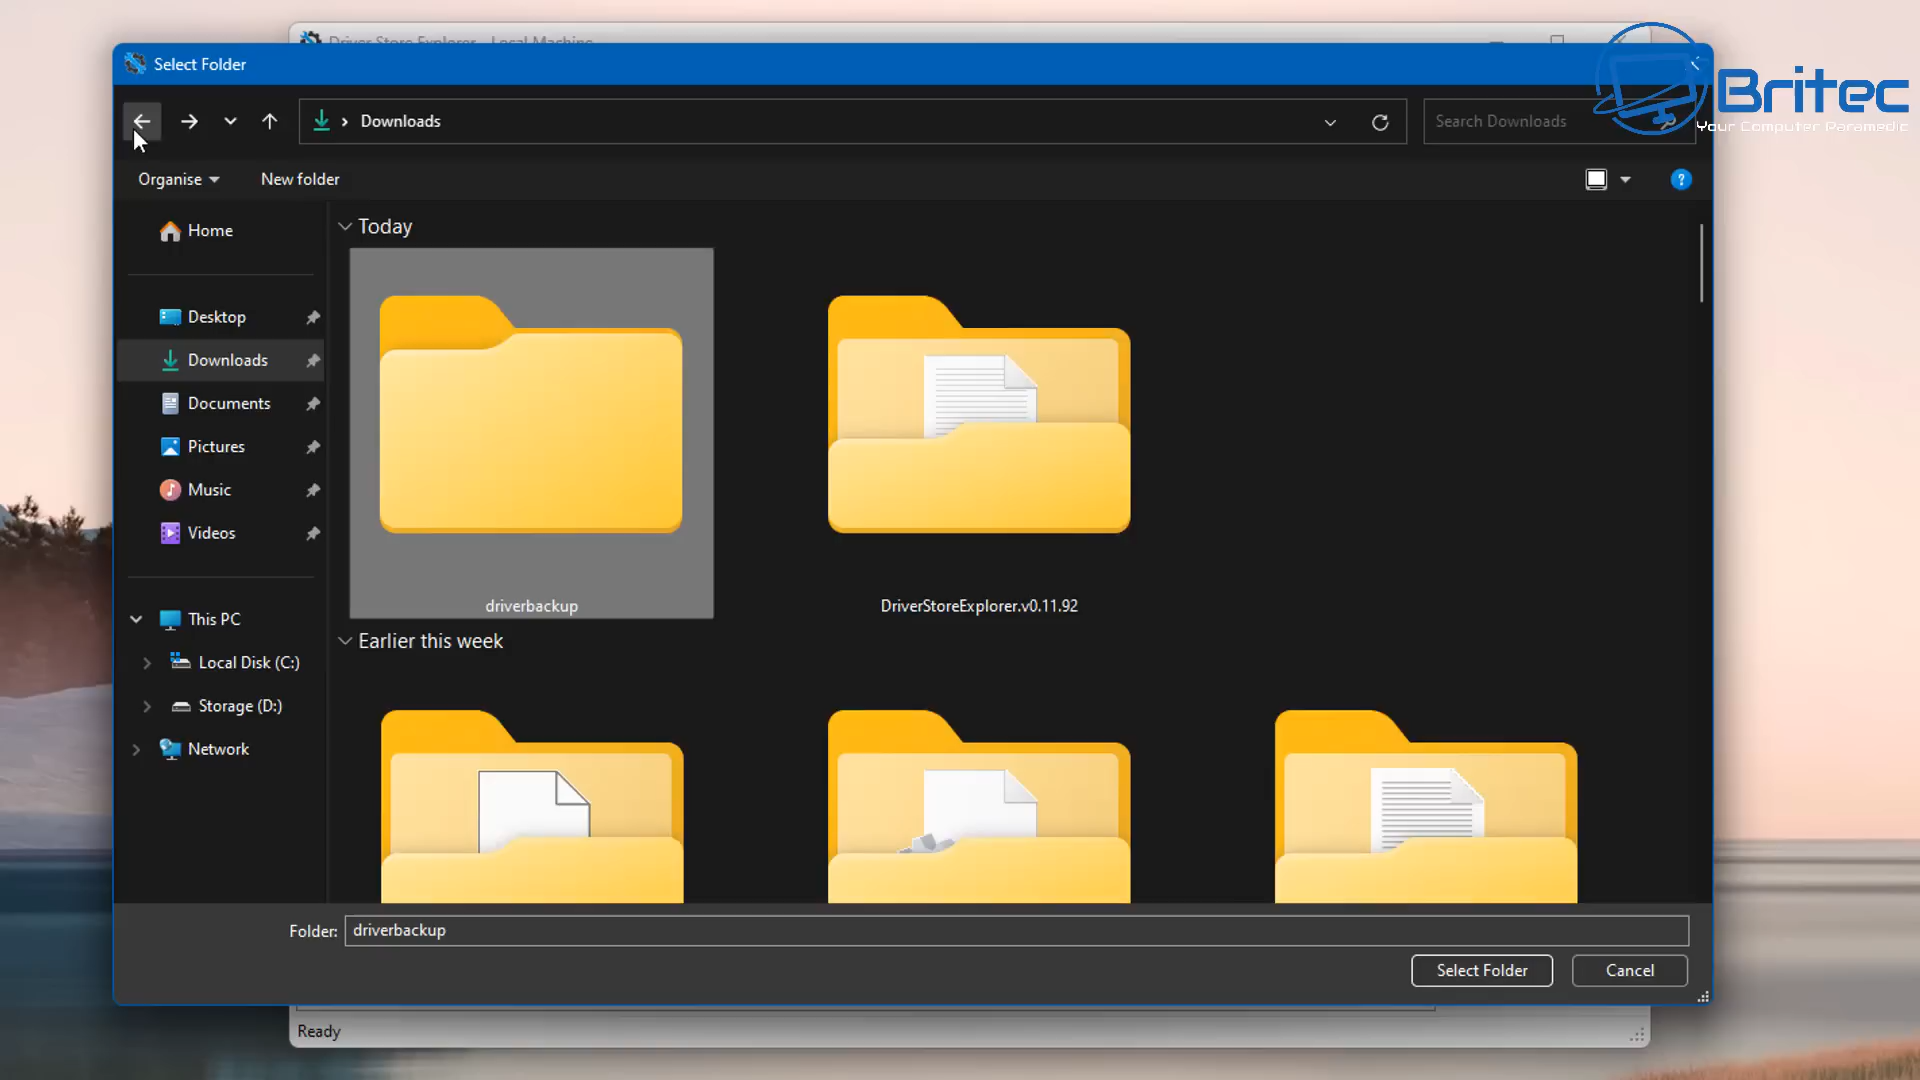 Driver Store Explorer - Local Machine
Select Folder
Britec
Your Computer Paramedic
Downloads
Search Downloads
Organise
New folder
?
Home
Desktop
Downloads
Documents
Pictures
Music
Videos
This PC
Local Disk (C:)
Storage (D:)
Network
Today
driverbackup
DriverStoreExplorer.v0.11.92
Earlier this week
Folder:
driverbackup
Select Folder
Cancel
Ready